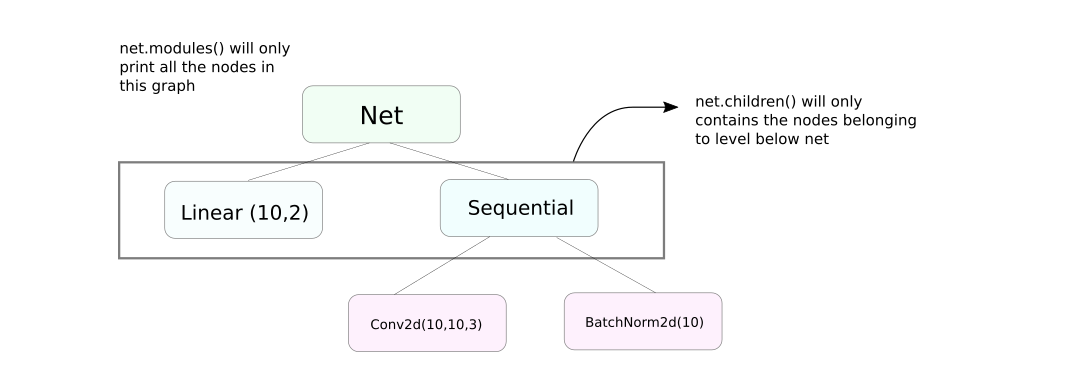 net.modules() will only
print all the nodes in
this graph
Net
net.children() will only
contains the nodes belonging
to level below net
Linear (10,2)
Sequential
Conv2d(10,10,3)
BatchNorm2d(10)